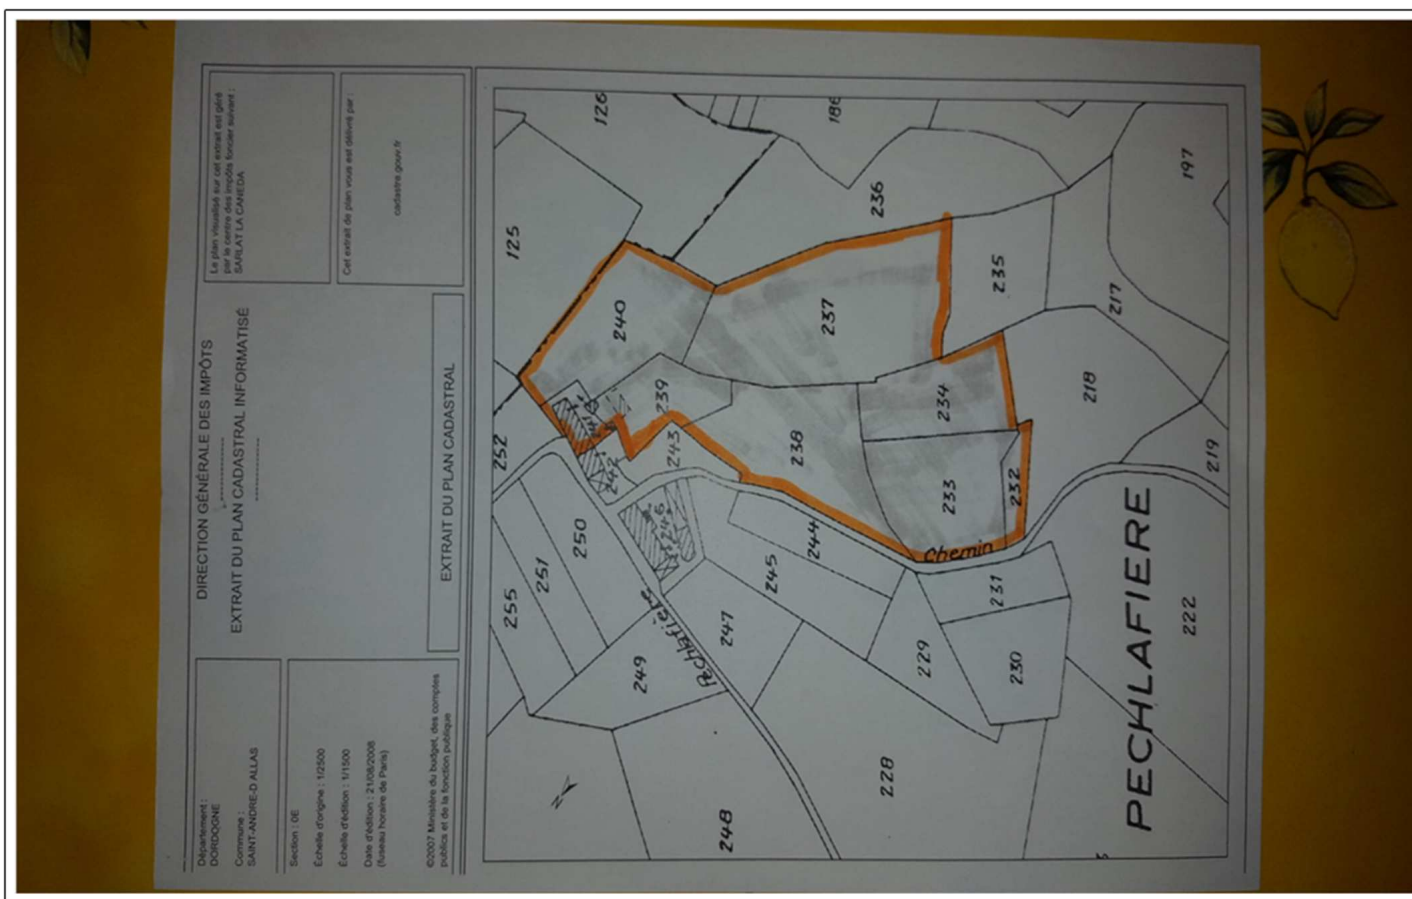 Département :
DORDOGNE
Commune :
SAINT-ANDRE-D ALLAS
Section : 0E
Échelle d'origine : 1/2500
Échelle d'édition : 1/1500
Date d'édition : 21/08/2008
(fuseau horaire de Paris)
©2007 Ministère du budget, des comptes
publics et de la fonction publique
DIRECTION GÉNÉRALE DES IMPÔTS
EXTRAIT DU PLAN CADASTRAL INFORMATISÉ
EXTRAIT DU PLAN CADASTRAL
Le plan visualisé sur cet extrait est géré
par le centre des impôts foncier suivant :
SARLAT LA CANEDA
Cet extrait de plan vous est délivré par :
cadastre.gouv.fr
126
186
197
125
236
235
217
240
237
239
234
218
252
241
243
238
219
242
233
232
250
246
244
Chemin
PECHLAFIERE
251
245
231
255
Pechlafière
247
229
230
222
249
248
228
N